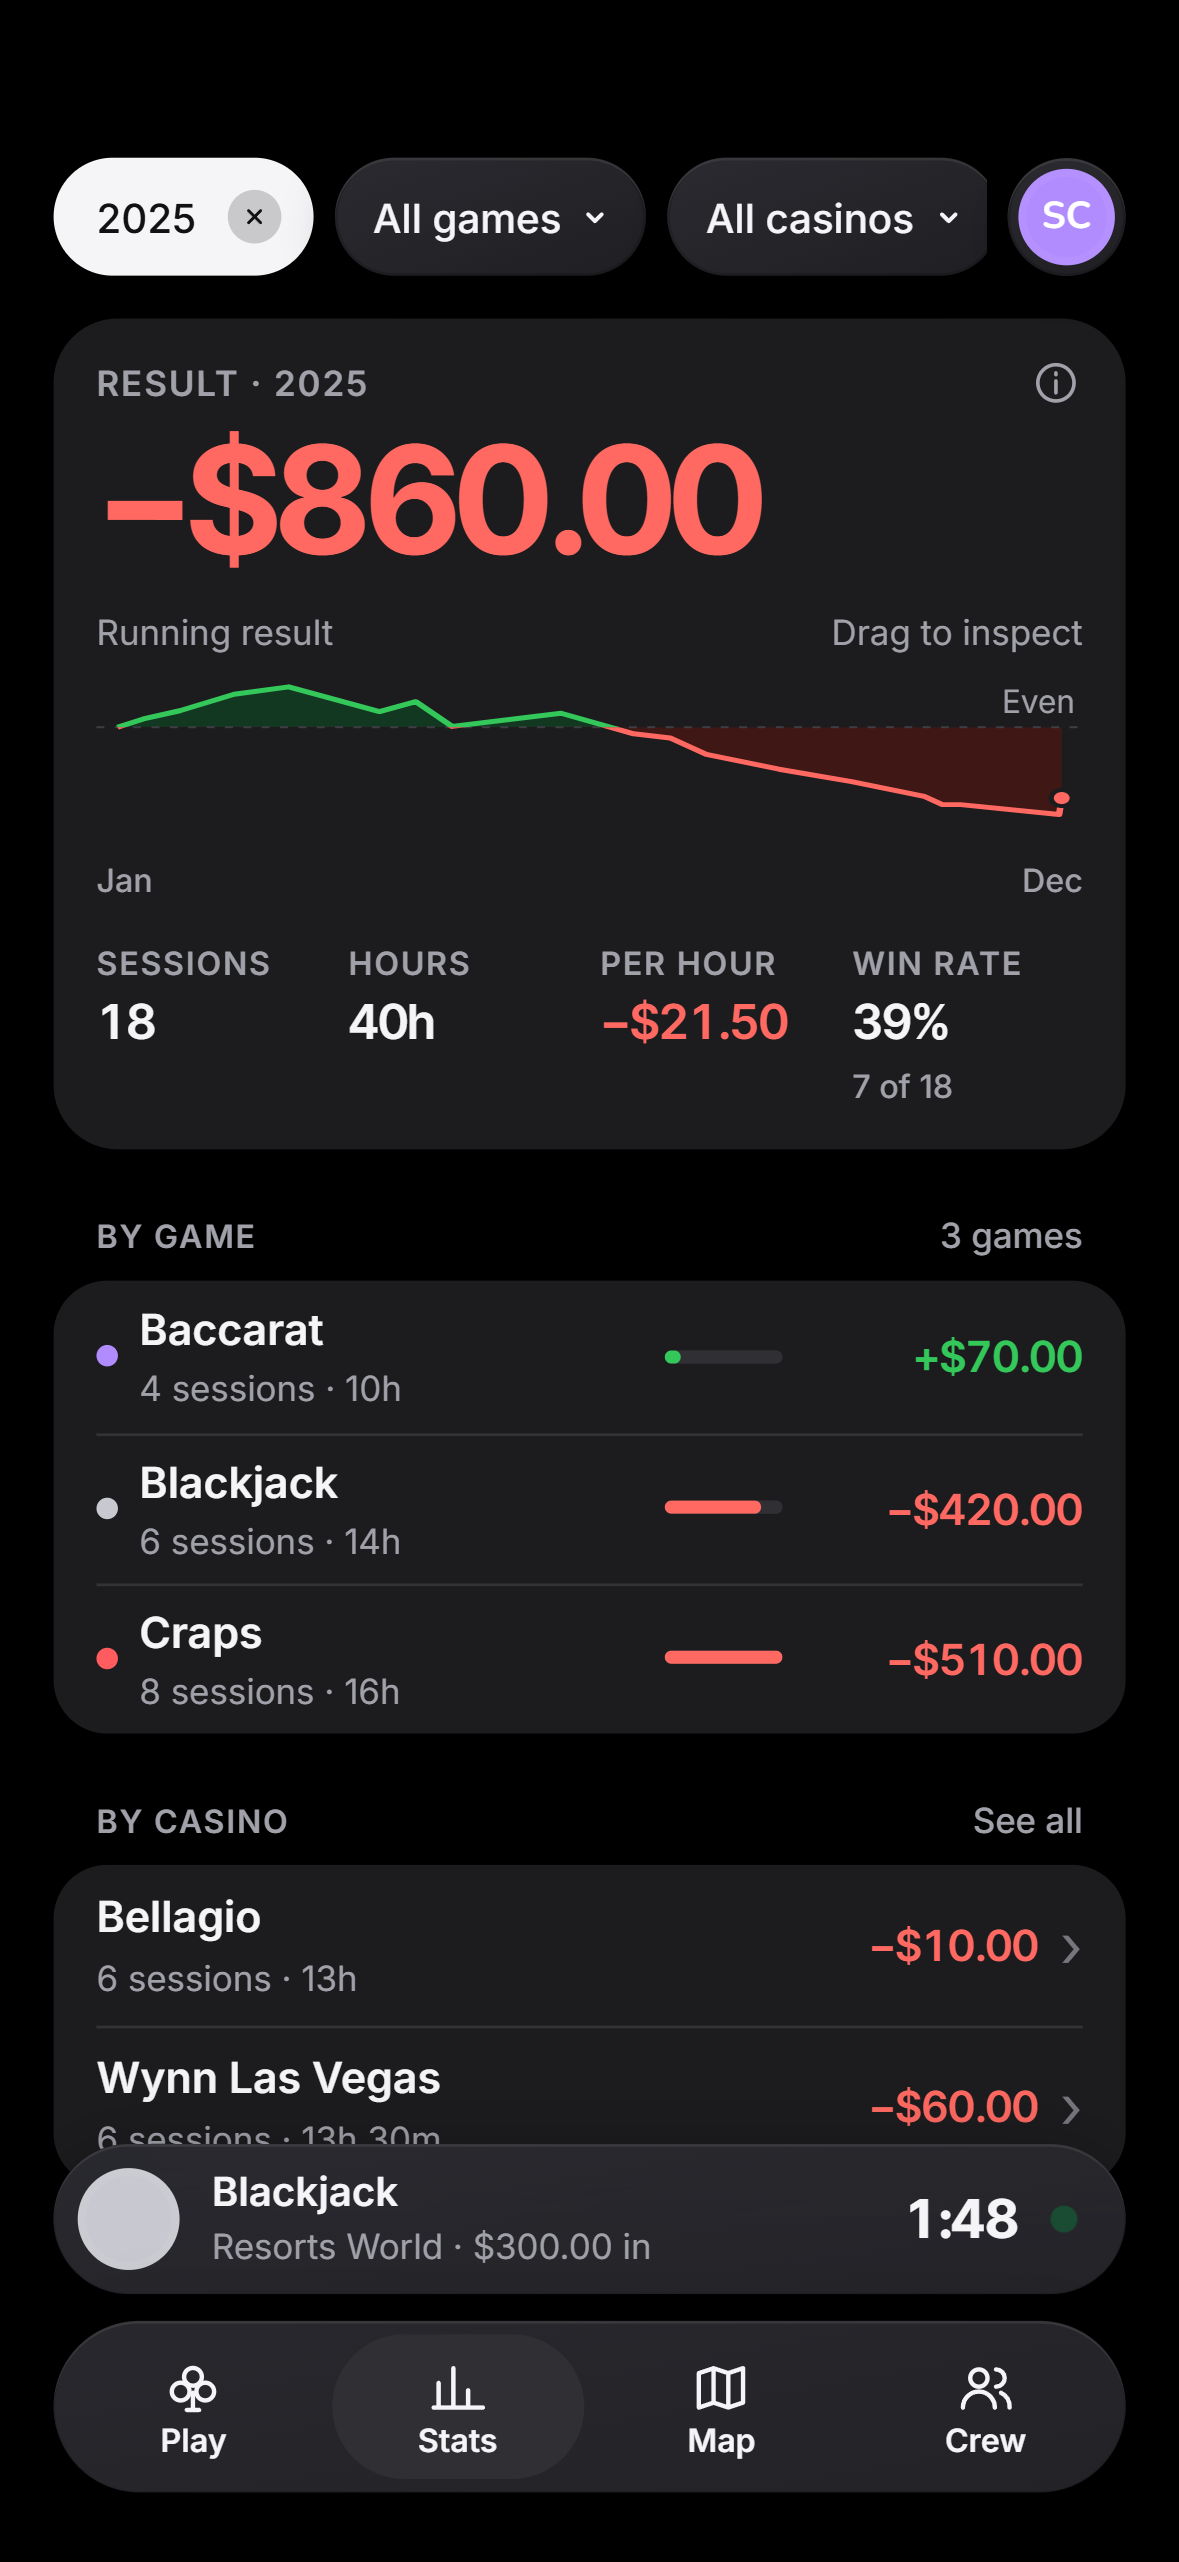 2025
All games
All casinos
SC
RESULT · 2025
–$860.00
Running result
Drag to inspect
Even
Jan
Dec
SESSIONS
HOURS
PER HOUR
WIN RATE
18
40h
–$21.50
39%
7 of 18
BY GAME
3 games
Baccarat
4 sessions · 10h
+$70.00
Blackjack
6 sessions · 14h
–$420.00
Craps
8 sessions · 16h
–$510.00
BY CASINO
See all
Bellagio
6 sessions · 13h
–$10.00
Wynn Las Vegas
6 sessions · 13h 30m
–$60.00
Blackjack
Resorts World · $300.00 in
1:48
Play
Stats
Map
Crew